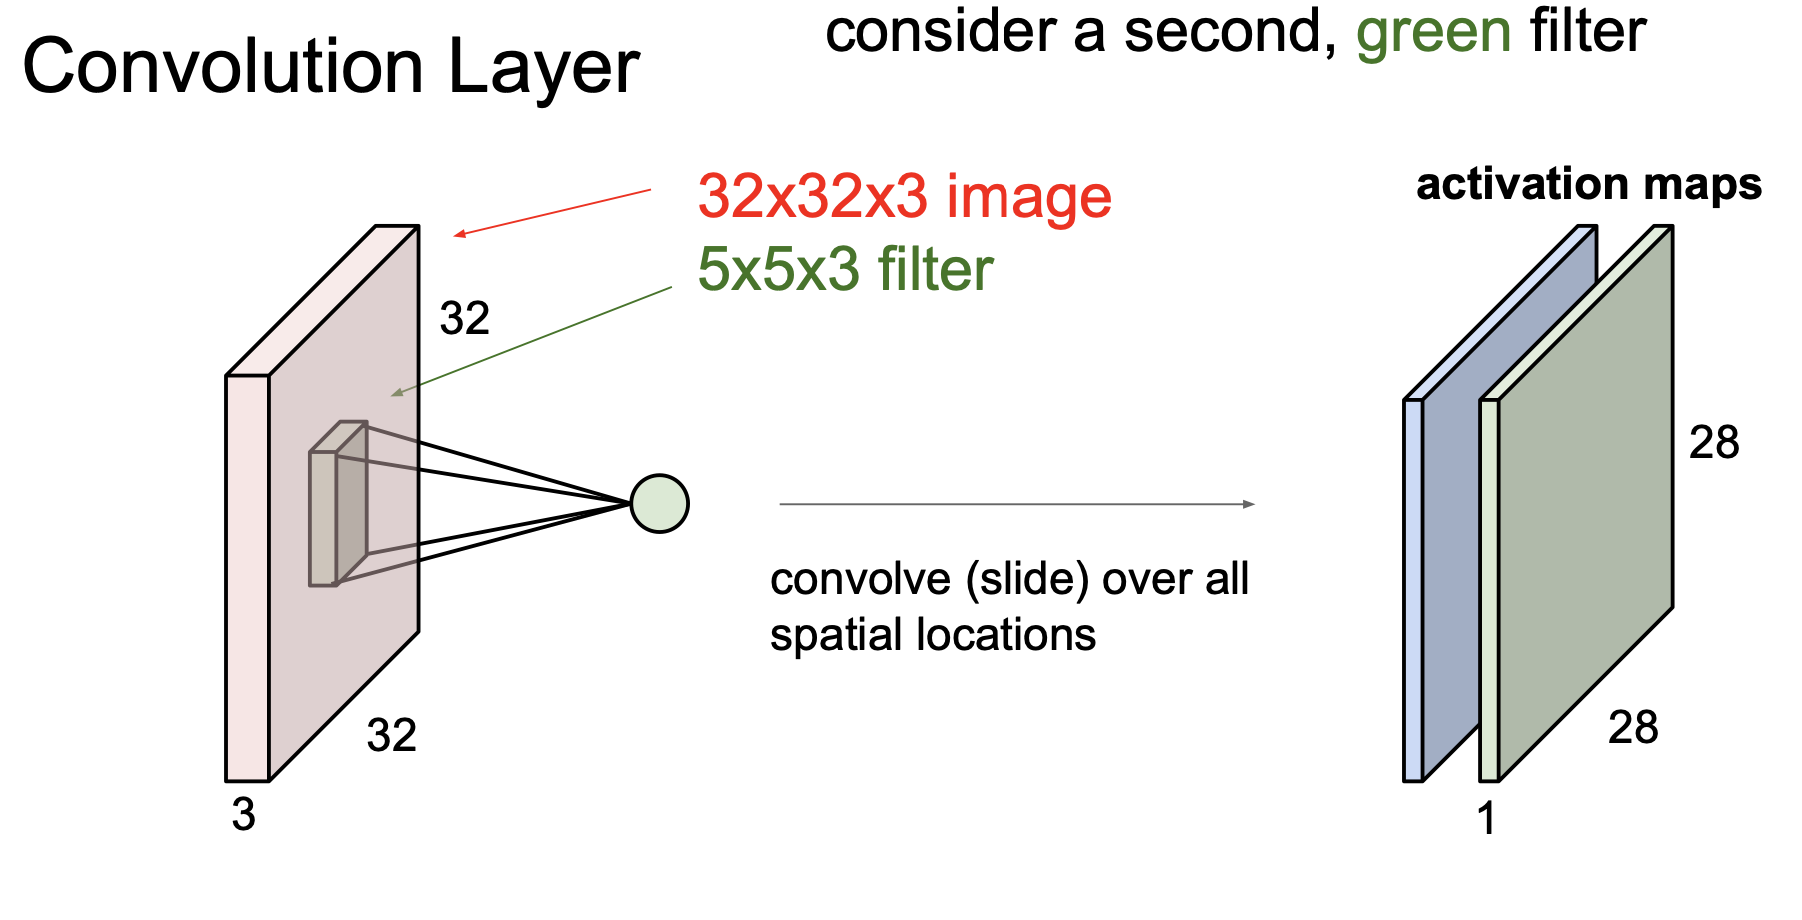 Convolution Layer
consider a second, green filter
32x32x3 image
5x5x3 filter
activation maps
32
32
3
convolve (slide) over all
spatial locations
28
28
1